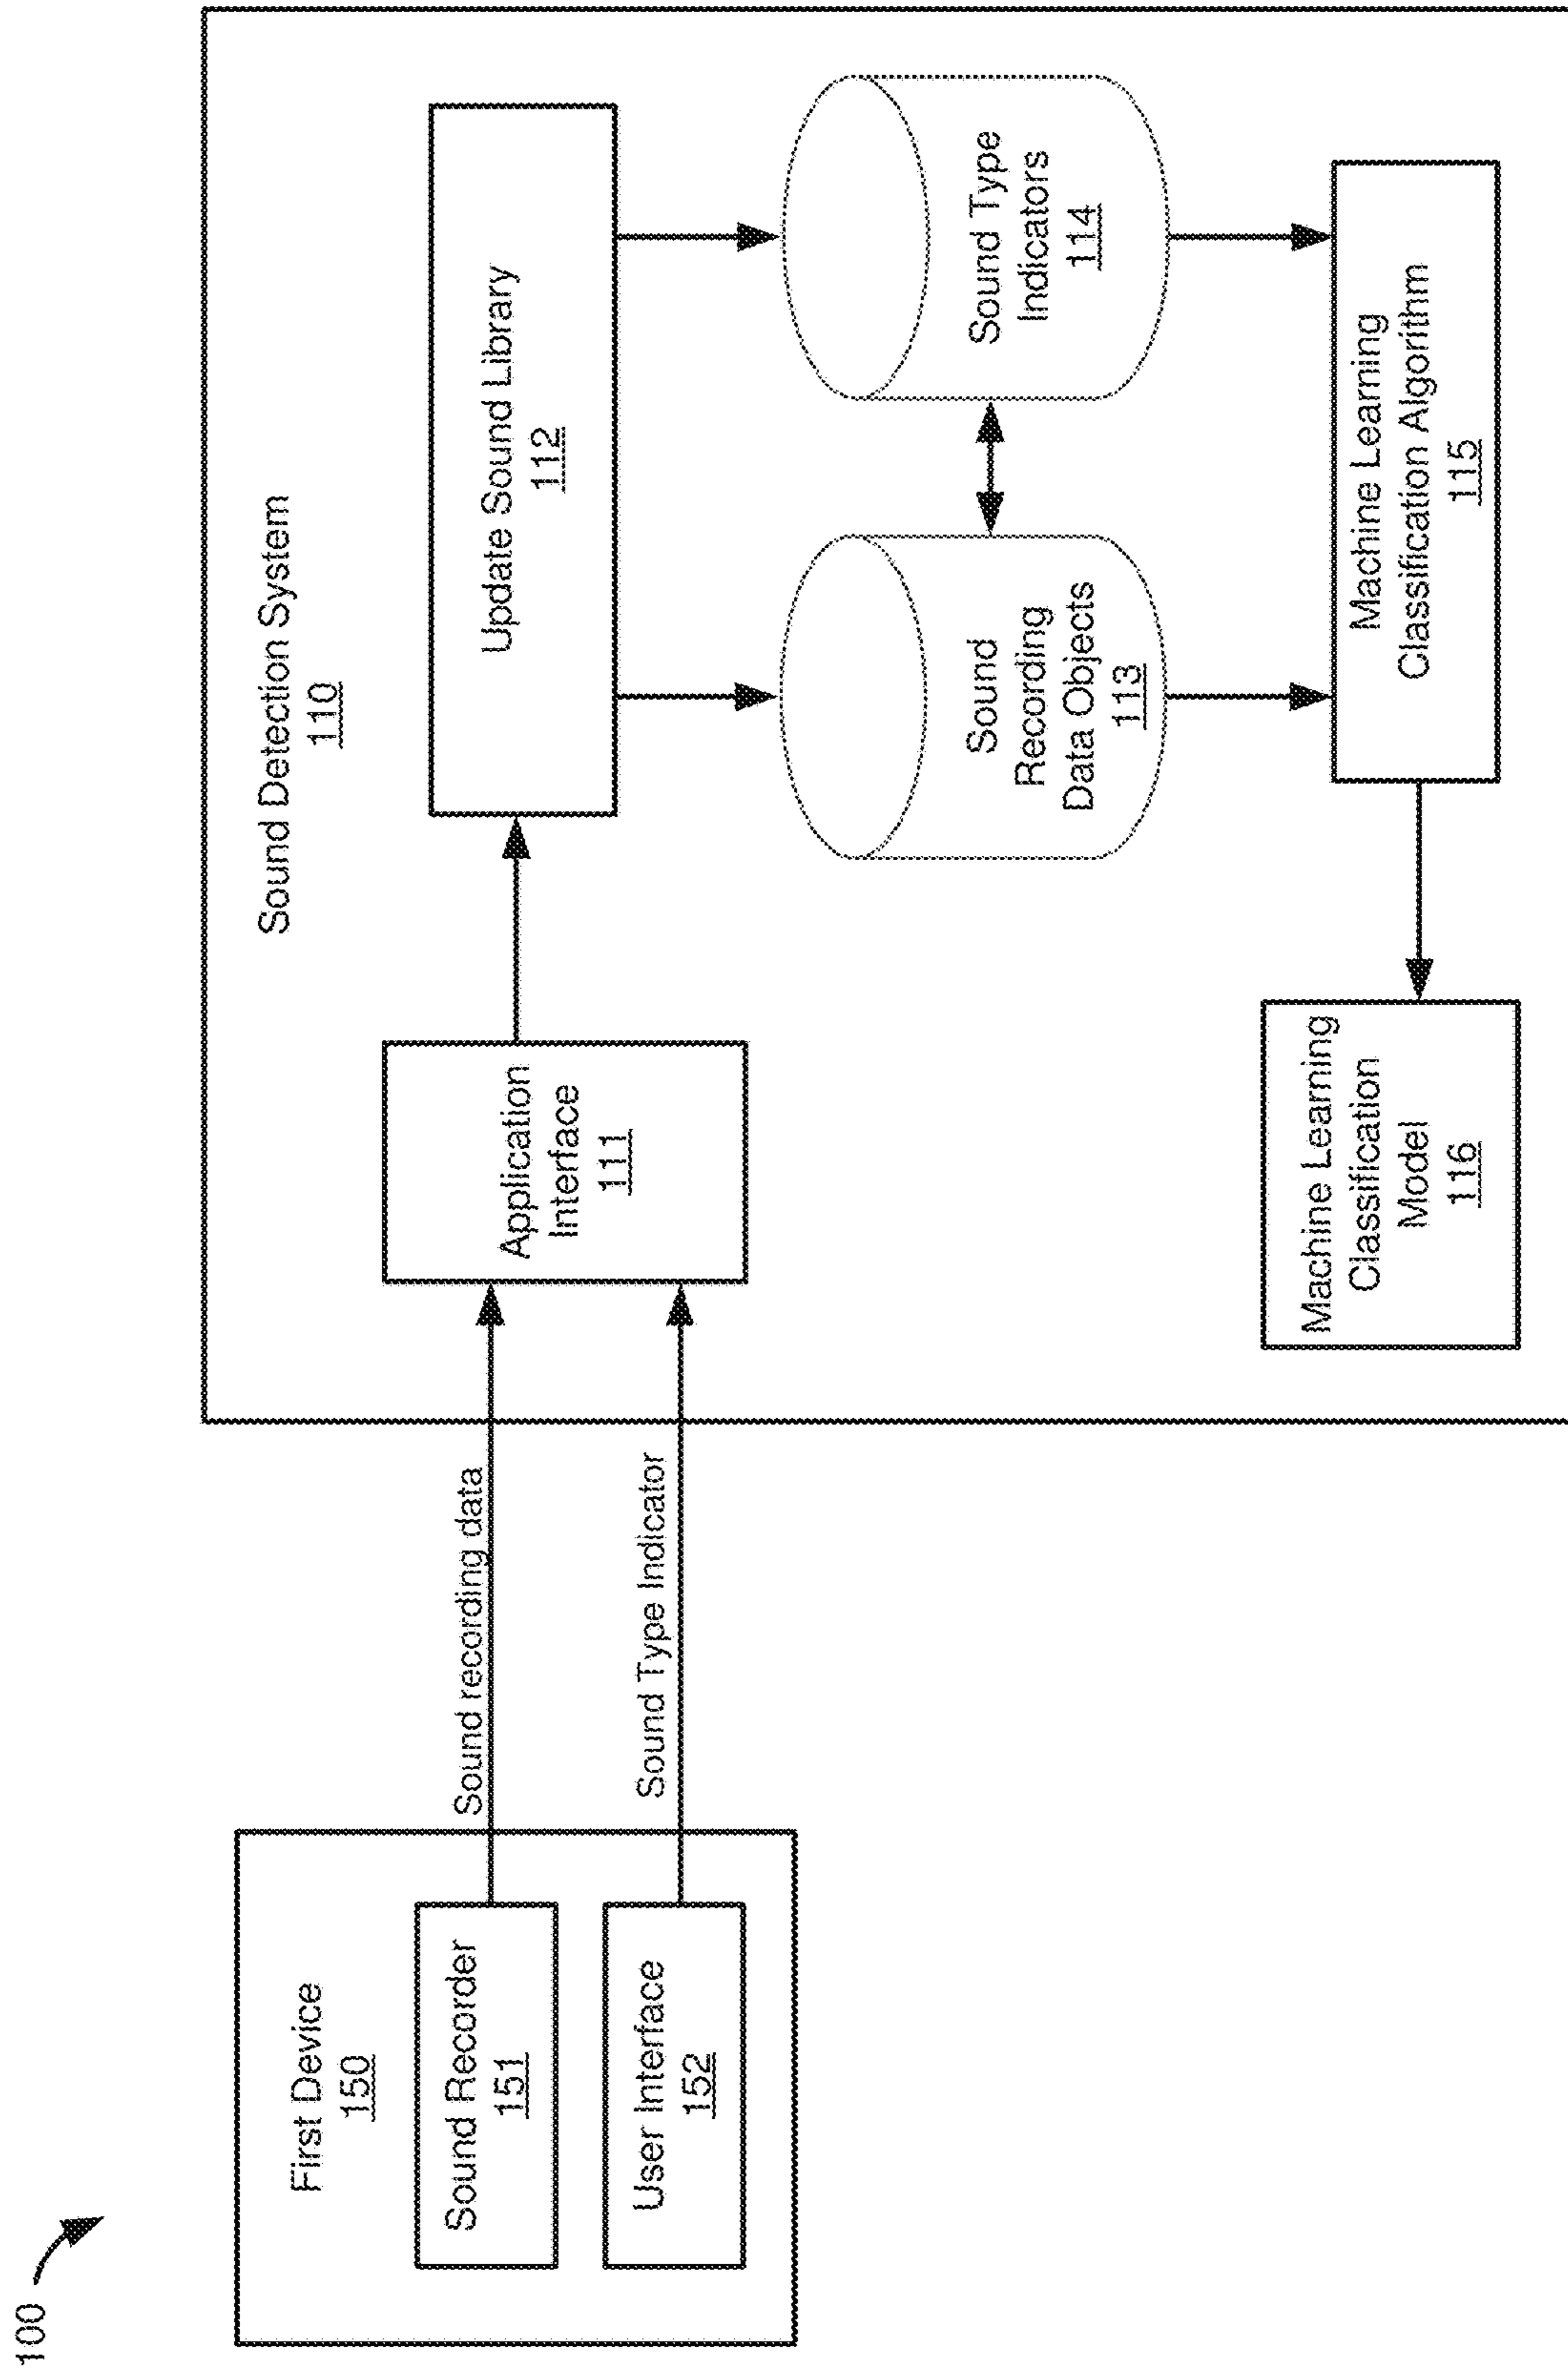 100
First Device
150
Sound Recorder
151
User Interface
152
Sound recording data
Sound Type Indicator
Sound Detection System
110
Application
Interface
111
Update Sound Library
112
Sound
Recording
Data Objects
113
Sound Type
Indicators
114
Machine Learning
Classification Algorithm
115
Machine Learning
Classification
Model
116